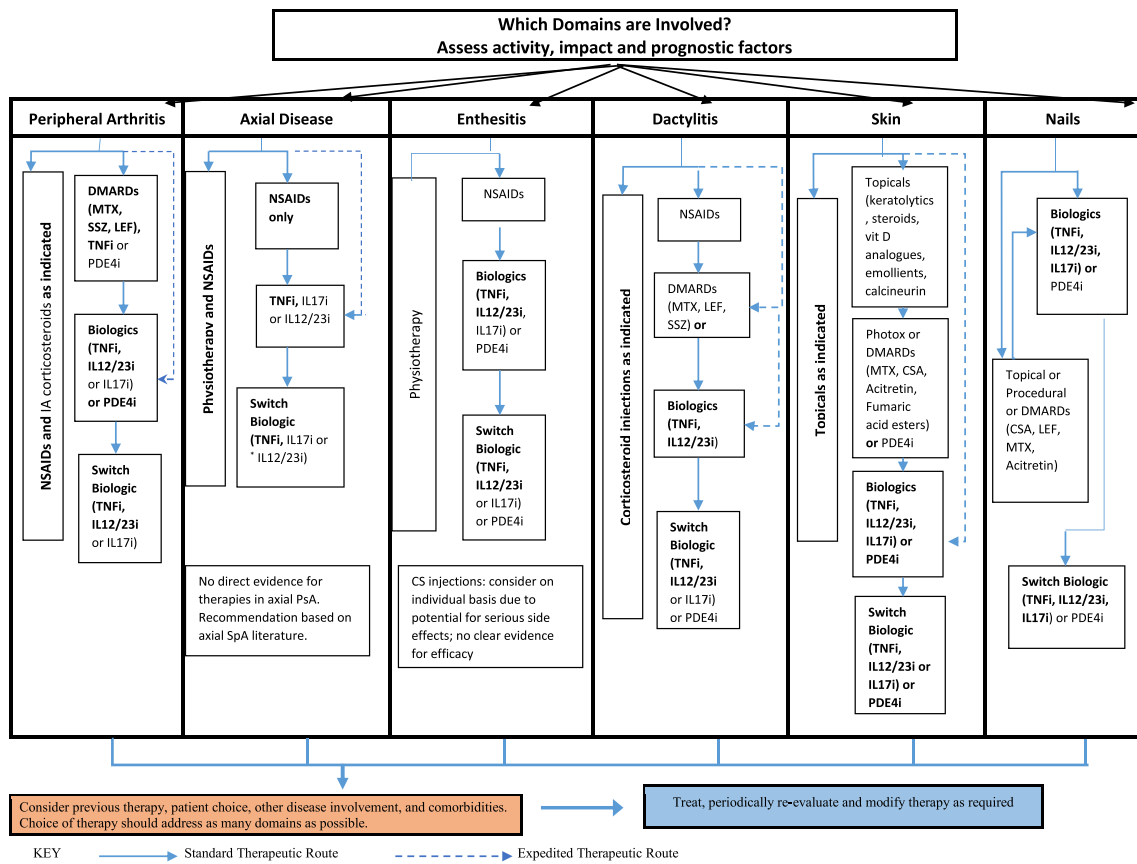 Which Domains are Involved?
Assess activity, impact and prognostic factors
Peripheral Arthritis
NSAIDs and IA corticosteroids as indicated
DMARDs
(MTX,
SSZ, LEF),
TNFi or
PDE4i
Biologics
(TNFi,
IL12/23i
or IL17i)
or PDE4i
Switch
Biologic
(TNFi,
IL12/23i
or IL17i)
Axial Disease
Physiotherapy and NSAIDs
NSAIDs
only
TNFi, IL17i
or IL12/23i
Switch
Biologic
(TNFi, IL17i or
* IL12/23i)
No direct evidence for
therapies in axial PsA.
Recommendation based on
axial SpA literature.
Enthesitis
Physiotherapy
NSAIDs
Biologics
(TNFi,
IL12/23i,
IL17i) or
PDE4i
Switch
Biologic
(TNFi,
IL12/23i
or IL17i)
or PDE4i
CS injections: consider on
individual basis due to
potential for serious side
effects; no clear evidence
for efficacy
Dactylitis
Corticosteroid injections as indicated
NSAIDs
DMARDs
(MTX, LEF,
SSZ) or
Biologics
(TNFi,
IL12/23i)
Switch
Biologic
(TNFi,
IL12/23i
or IL17i)
or PDE4i
Skin
Topicals as indicated
Topicals
(keratolytics
, steroids,
vit D
analogues,
emollients,
calcineurin
Photox or
DMARDs
(MTX, CSA,
Acitretin,
Fumaric
acid esters)
or PDE4i
Biologics
(TNFi,
IL12/23i,
IL17i) or
PDE4i
Switch
Biologic
(TNFi,
IL12/23i or
IL17i) or
PDE4i
Nails
Biologics
(TNFi,
IL12/23i,
IL17i) or
PDE4i
Topical or
Procedural
or DMARDs
(CSA, LEF,
MTX,
Acitretin)
Switch Biologic
(TNFi, IL12/23i,
IL17i) or PDE4i
Consider previous therapy, patient choice, other disease involvement, and comorbidities.
Choice of therapy should address as many domains as possible.
Treat, periodically re-evaluate and modify therapy as required
KEY
Standard Therapeutic Route
Expedited Therapeutic Route